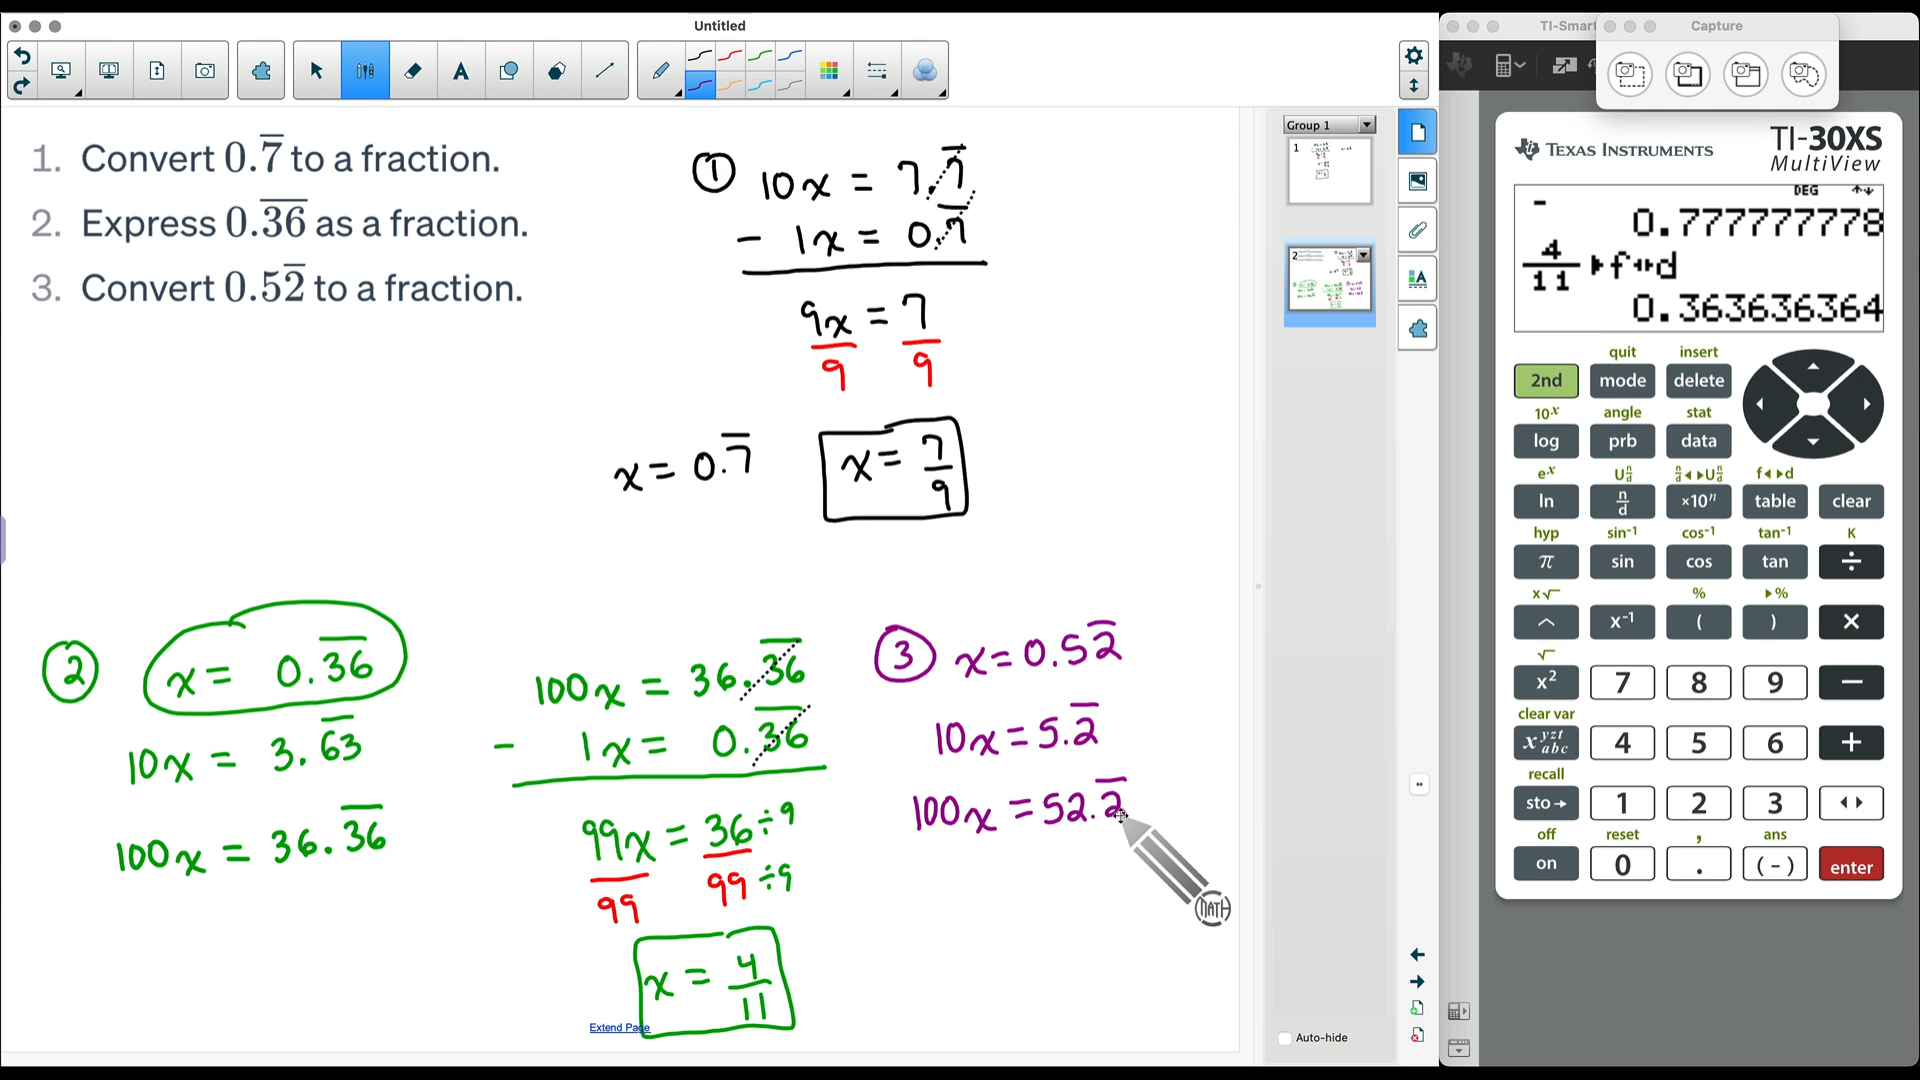 Untitled
1. Convert 0.7̅ to a fraction.
2. Express 0.3̅6̅ as a fraction.
3. Convert 0.52̅ to a fraction.
① 10x = 7.7̅
- 1x = 0.7̅
9x = 7
9 9
x = 0.7̅
x = 7/9
② x = 0.3̅6̅
10x = 3.6̅3̅
100x = 36.3̅6̅
100x = 36.3̅6̅
- 1x = 0.3̅6̅
99x = 36 ÷9
99 99 ÷9
x = 4/11
Extend Page
③ x = 0.52̅
10x = 5.2̅
100x = 52.2̅
MATH
Group 1
1
2
Auto-hide
TI-Smart
Capture
TEXAS INSTRUMENTS
TI-30XS
MultiView
DEG
0.777777778
4/11 ▸f◂▸d
0.363636364
quit insert
2nd mode delete
10ˣ angle stat
log prb data
eˣ U n/d n/d◂▸U n/d f◂▸d
ln n/d ×10ⁿ table clear
hyp sin⁻¹ cos⁻¹ tan⁻¹ K
π sin cos tan ÷
x√ % ▸%
^ x⁻¹ ( ) ×
√
x² 7 8 9 −
clear var
x yzt abc 4 5 6 +
recall
sto→ 1 2 3 ◂▸
off reset , ans
on 0 . (-) enter